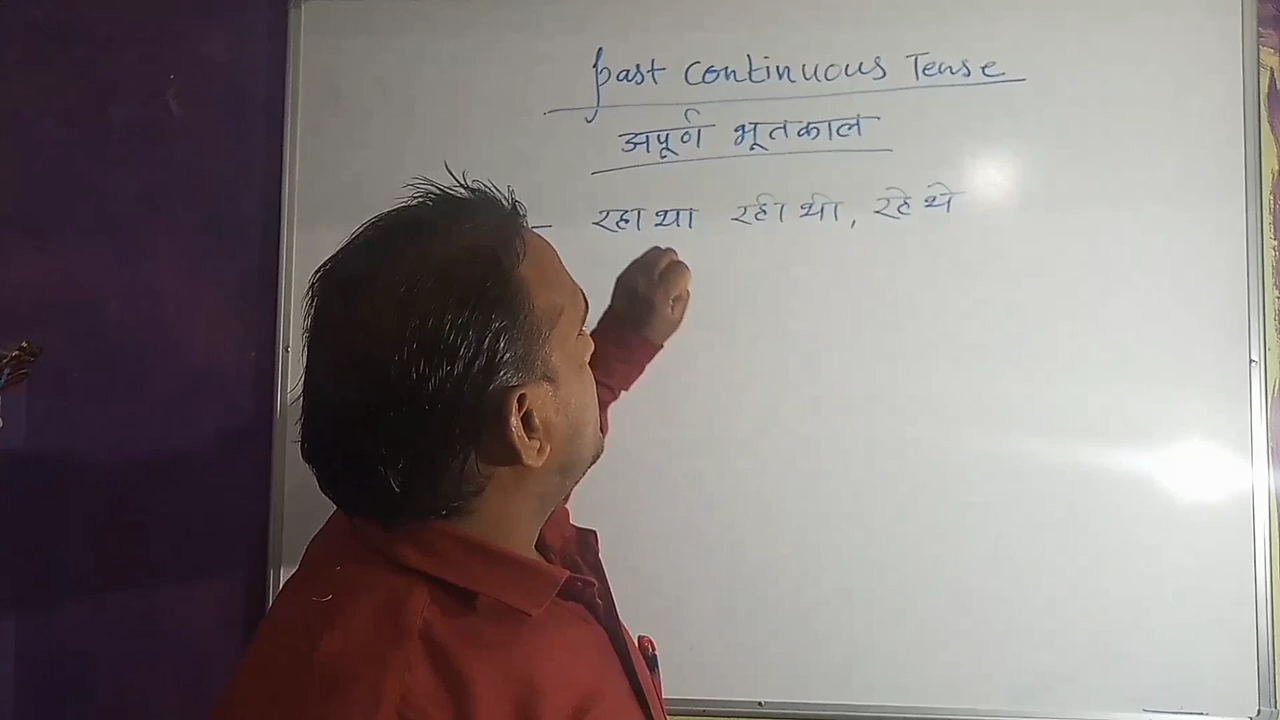 Past Continuous Tense
अपूर्ण भूतकाल
– रहा था रही थी, रहे थे